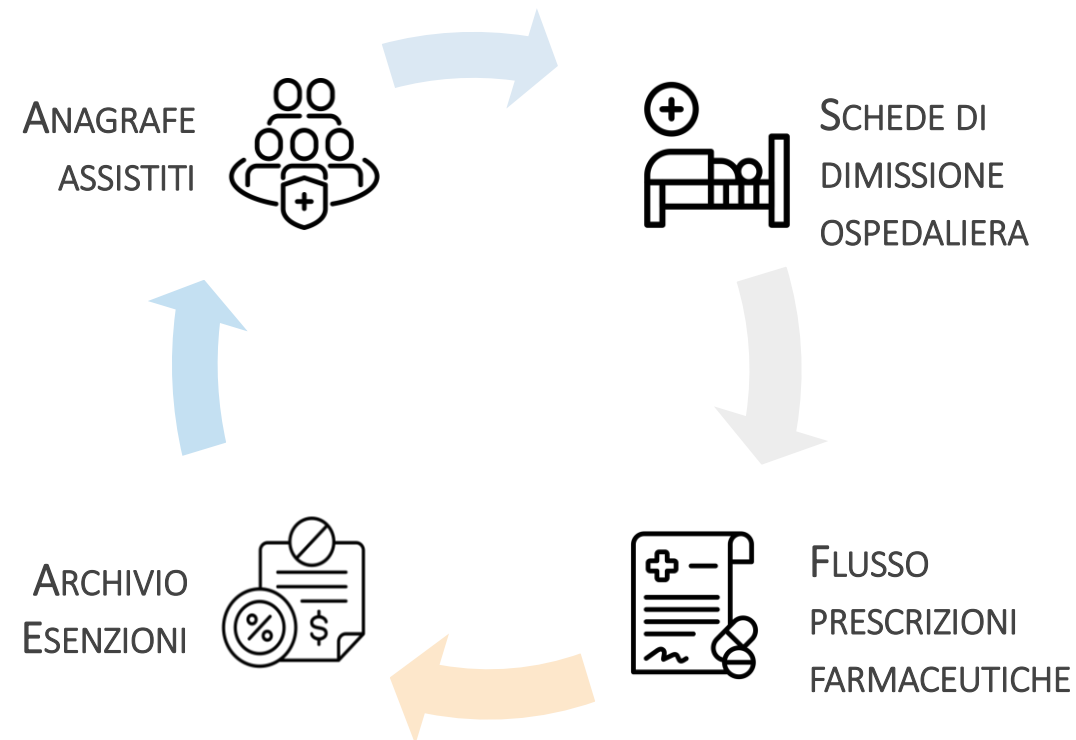 Anagrafe
assistiti
Schede di
dimissione
ospedaliera
Flusso
prescrizioni
farmaceutiche
Archivio
Esenzioni
%
$